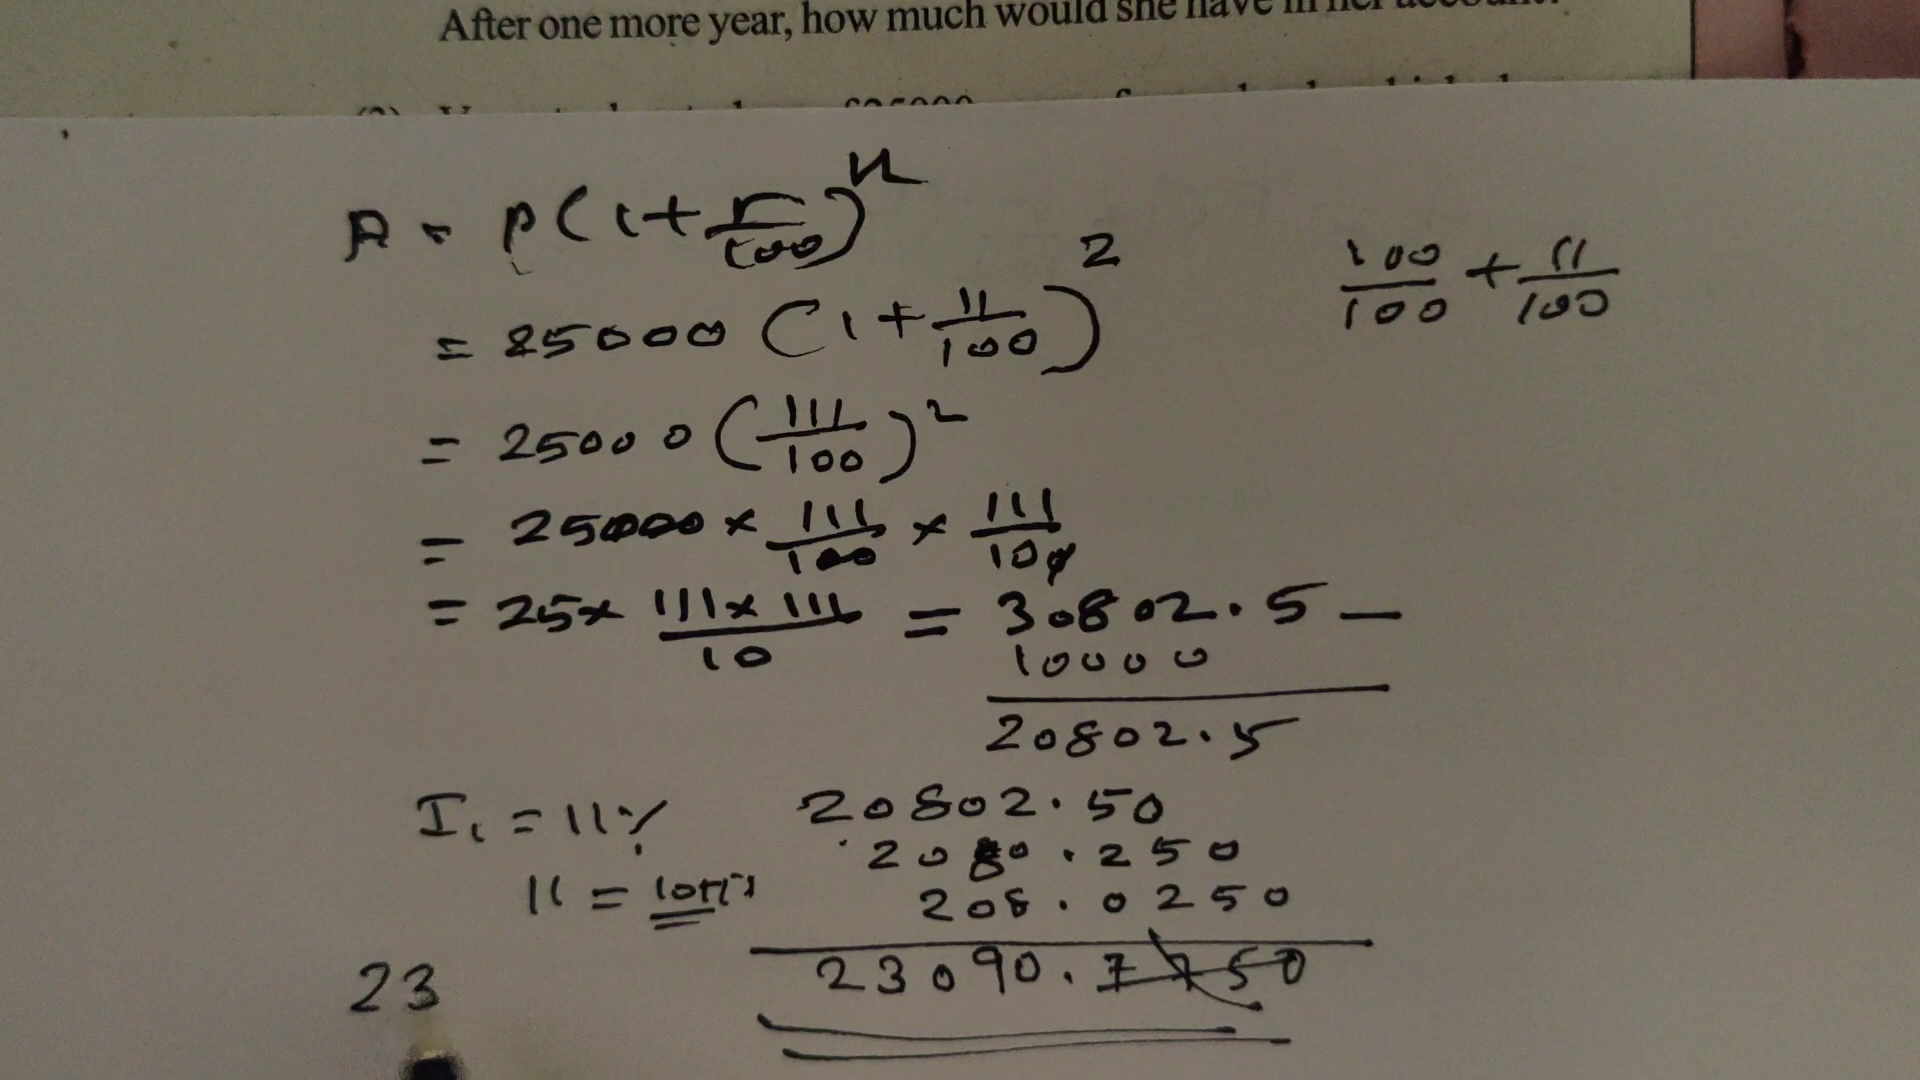 After one more year, how much would she have in her account?
A = P(1+r/100)^n
= 25000 (1+11/100)^2
100/100 + 11/100
= 25000 (111/100)^2
= 25000 × 111/100 × 111/100
= 25× 111×111/10 = 30802.5 —
10000
20802.5
I₁ = 11% 20802.50
2080.250
11 = 10+1 208.0250
23 23090.7750